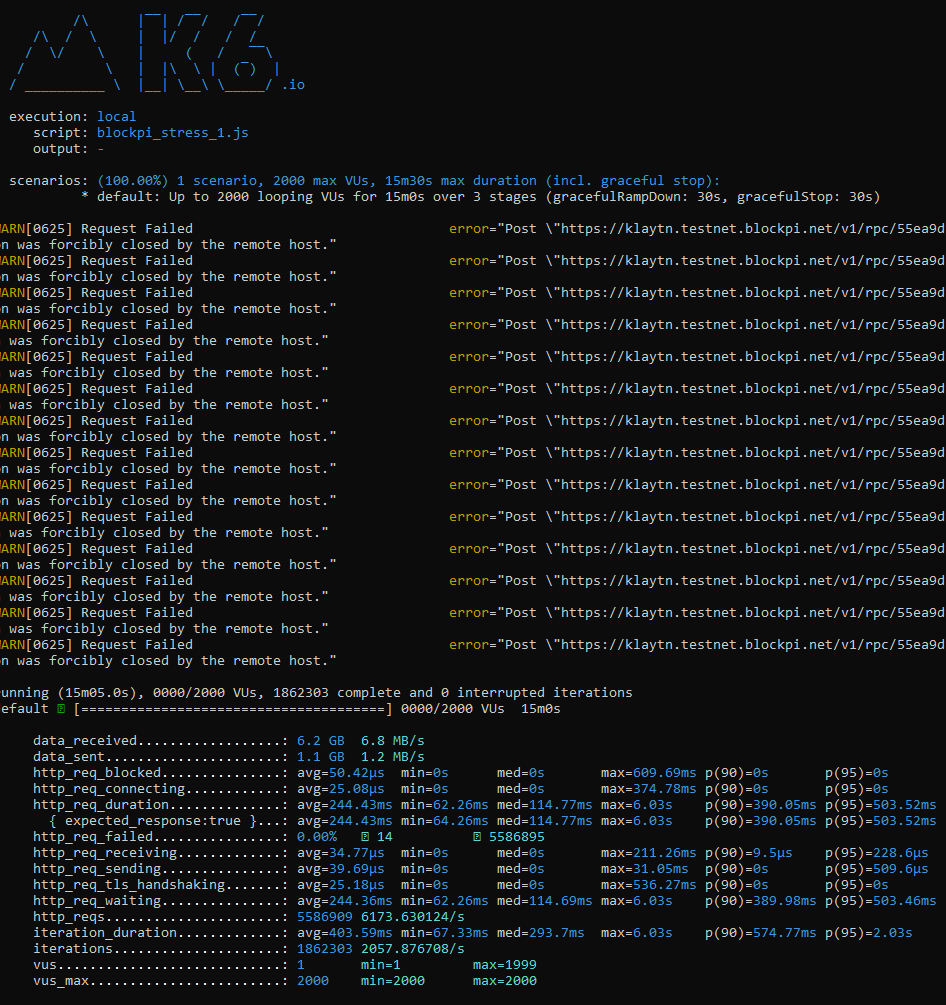 .io
execution: local
script: blockpi_stress_1.js
output: -
scenarios: (100.00%) 1 scenario, 2000 max VUs, 15m30s max duration (incl. graceful stop):
* default: Up to 2000 looping VUs for 15m0s over 3 stages (gracefulRampDown: 30s, gracefulStop: 30s)
ARN[0625] Request Failed error="Post \"https://klaytn.testnet.blockpi.net/v1/rpc/55ea9d
on was forcibly closed by the remote host."
ARN[0625] Request Failed error="Post \"https://klaytn.testnet.blockpi.net/v1/rpc/55ea9d
on was forcibly closed by the remote host."
ARN[0625] Request Failed error="Post \"https://klaytn.testnet.blockpi.net/v1/rpc/55ea9d
on was forcibly closed by the remote host."
ARN[0625] Request Failed error="Post \"https://klaytn.testnet.blockpi.net/v1/rpc/55ea9d
was forcibly closed by the remote host."
ARN[0625] Request Failed error="Post \"https://klaytn.testnet.blockpi.net/v1/rpc/55ea9d
was forcibly closed by the remote host."
ARN[0625] Request Failed error="Post \"https://klaytn.testnet.blockpi.net/v1/rpc/55ea9d
was forcibly closed by the remote host."
ARN[0625] Request Failed error="Post \"https://klaytn.testnet.blockpi.net/v1/rpc/55ea9d
on was forcibly closed by the remote host."
ARN[0625] Request Failed error="Post \"https://klaytn.testnet.blockpi.net/v1/rpc/55ea9d
on was forcibly closed by the remote host."
ARN[0625] Request Failed error="Post \"https://klaytn.testnet.blockpi.net/v1/rpc/55ea9d
on was forcibly closed by the remote host."
ARN[0625] Request Failed error="Post \"https://klaytn.testnet.blockpi.net/v1/rpc/55ea9d
was forcibly closed by the remote host."
ARN[0625] Request Failed error="Post \"https://klaytn.testnet.blockpi.net/v1/rpc/55ea9d
on was forcibly closed by the remote host."
ARN[0625] Request Failed error="Post \"https://klaytn.testnet.blockpi.net/v1/rpc/55ea9d
was forcibly closed by the remote host."
ARN[0625] Request Failed error="Post \"https://klaytn.testnet.blockpi.net/v1/rpc/55ea9d
was forcibly closed by the remote host."
ARN[0625] Request Failed error="Post \"https://klaytn.testnet.blockpi.net/v1/rpc/55ea9d
on was forcibly closed by the remote host."
unning (15m05.0s), 0000/2000 VUs, 1862303 complete and 0 interrupted iterations
efault [======================================] 0000/2000 VUs 15m0s
data_received..................: 6.2 GB 6.8 MB/s
data_sent......................: 1.1 GB 1.2 MB/s
http_req_blocked...............: avg=50.42µs min=0s med=0s max=609.69ms p(90)=0s p(95)=0s
http_req_connecting............: avg=25.08µs min=0s med=0s max=374.78ms p(90)=0s p(95)=0s
http_req_duration..............: avg=244.43ms min=62.26ms med=114.77ms max=6.03s p(90)=390.05ms p(95)=503.52ms
{ expected_response:true }...: avg=244.43ms min=64.26ms med=114.77ms max=6.03s p(90)=390.05ms p(95)=503.52ms
http_req_failed................: 0.00% 14 5586895
http_req_receiving.............: avg=34.77µs min=0s med=0s max=211.26ms p(90)=9.5µs p(95)=228.6µs
http_req_sending...............: avg=39.69µs min=0s med=0s max=31.05ms p(90)=0s p(95)=509.6µs
http_req_tls_handshaking.......: avg=25.18µs min=0s med=0s max=536.27ms p(90)=0s p(95)=0s
http_req_waiting...............: avg=244.36ms min=62.26ms med=114.69ms max=6.03s p(90)=389.98ms p(95)=503.46ms
http_reqs......................: 5586909 6173.630124/s
iteration_duration.............: avg=403.59ms min=67.33ms med=293.7ms max=6.03s p(90)=574.77ms p(95)=2.03s
iterations.....................: 1862303 2057.876708/s
vus............................: 1 min=1 max=1999
vus_max........................: 2000 min=2000 max=2000